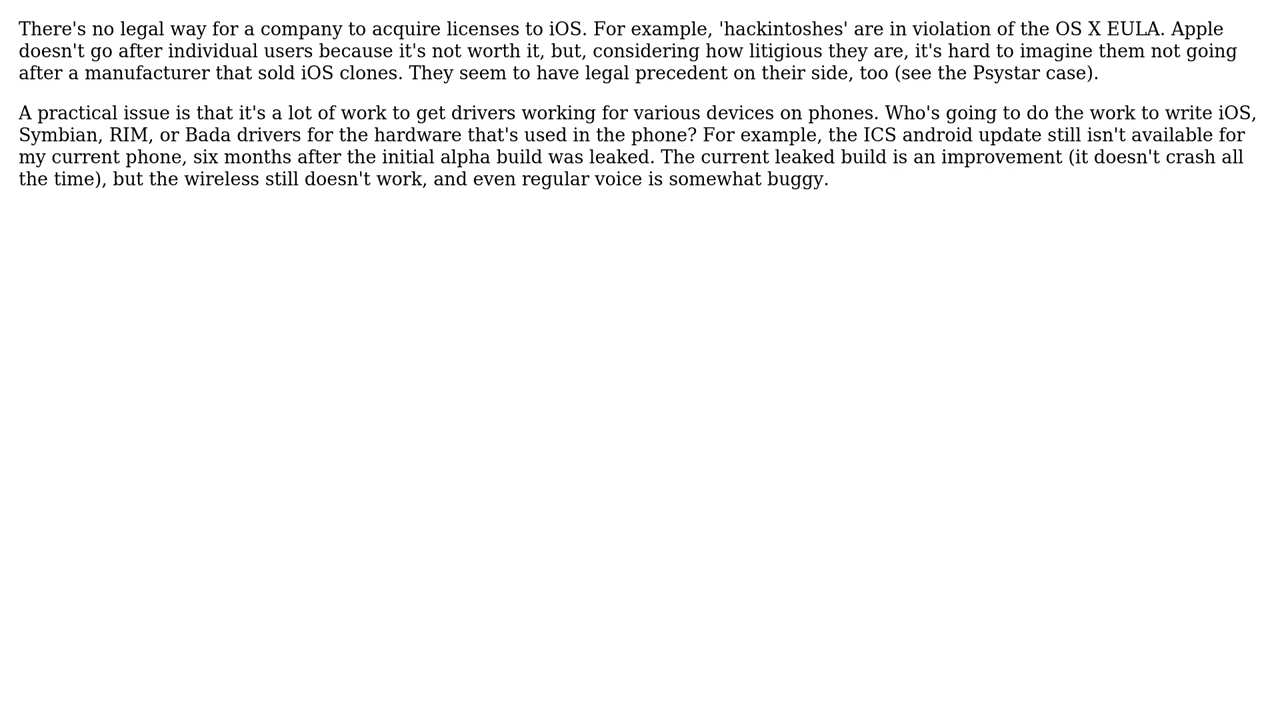 There's no legal way for a company to acquire licenses to iOS. For example, 'hackintoshes' are in violation of the OS X EULA. Apple
doesn't go after individual users because it's not worth it, but, considering how litigious they are, it's hard to imagine them not going
after a manufacturer that sold iOS clones. They seem to have legal precedent on their side, too (see the Psystar case).
A practical issue is that it's a lot of work to get drivers working for various devices on phones. Who's going to do the work to write iOS,
Symbian, RIM, or Bada drivers for the hardware that's used in the phone? For example, the ICS android update still isn't available for
my current phone, six months after the initial alpha build was leaked. The current leaked build is an improvement (it doesn't crash all
the time), but the wireless still doesn't work, and even regular voice is somewhat buggy.